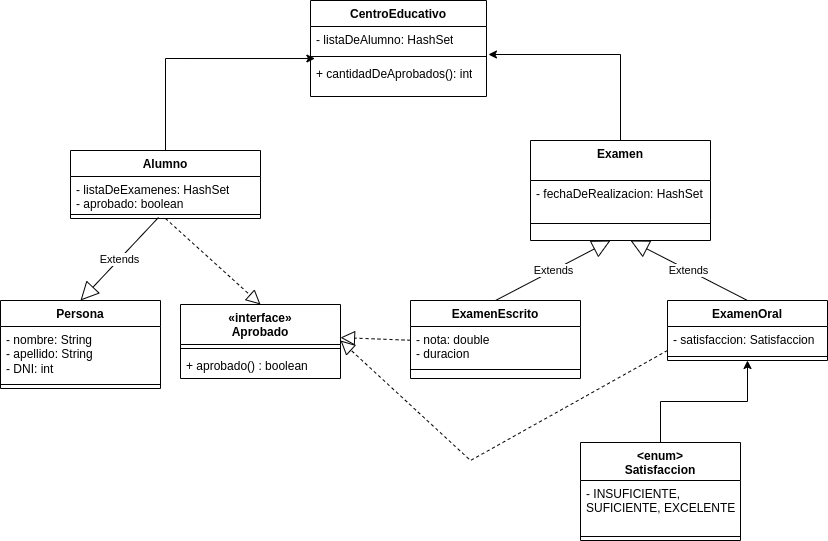 CentroEducativo
- listaDeAlumno: HashSet
+ cantidadDeAprobados(): int
Alumno
- listaDeExamenes: HashSet
- aprobado: boolean
Examen
- fechaDeRealizacion: HashSet
Extends
Extends
Extends
Persona
- nombre: String
- apellido: String
- DNI: int
«interface»
Aprobado
+ aprobado() : boolean
ExamenEscrito
- nota: double
- duracion
ExamenOral
- satisfaccion: Satisfaccion
<enum>
Satisfaccion
- INSUFICIENTE,
SUFICIENTE, EXCELENTE